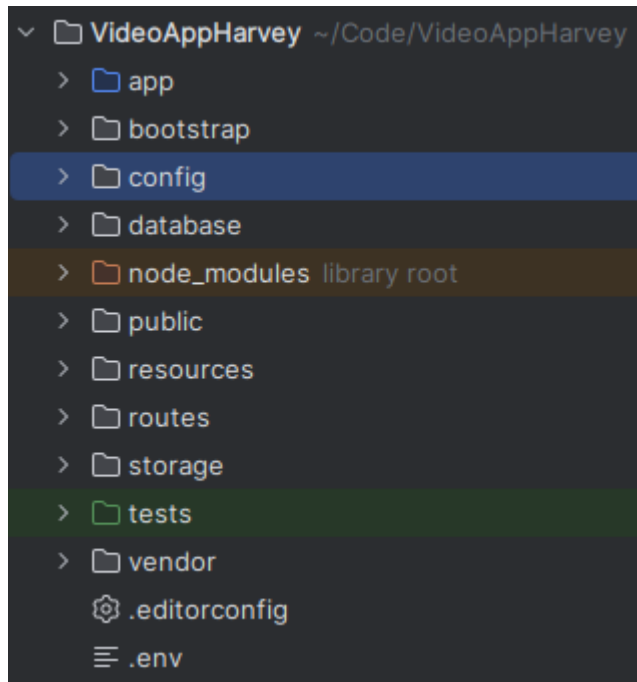 VideoAppHarvey ~/Code/VideoAppHarvey
app
bootstrap
config
database
node_modules library root
public
resources
routes
storage
tests
vendor
.editorconfig
.env